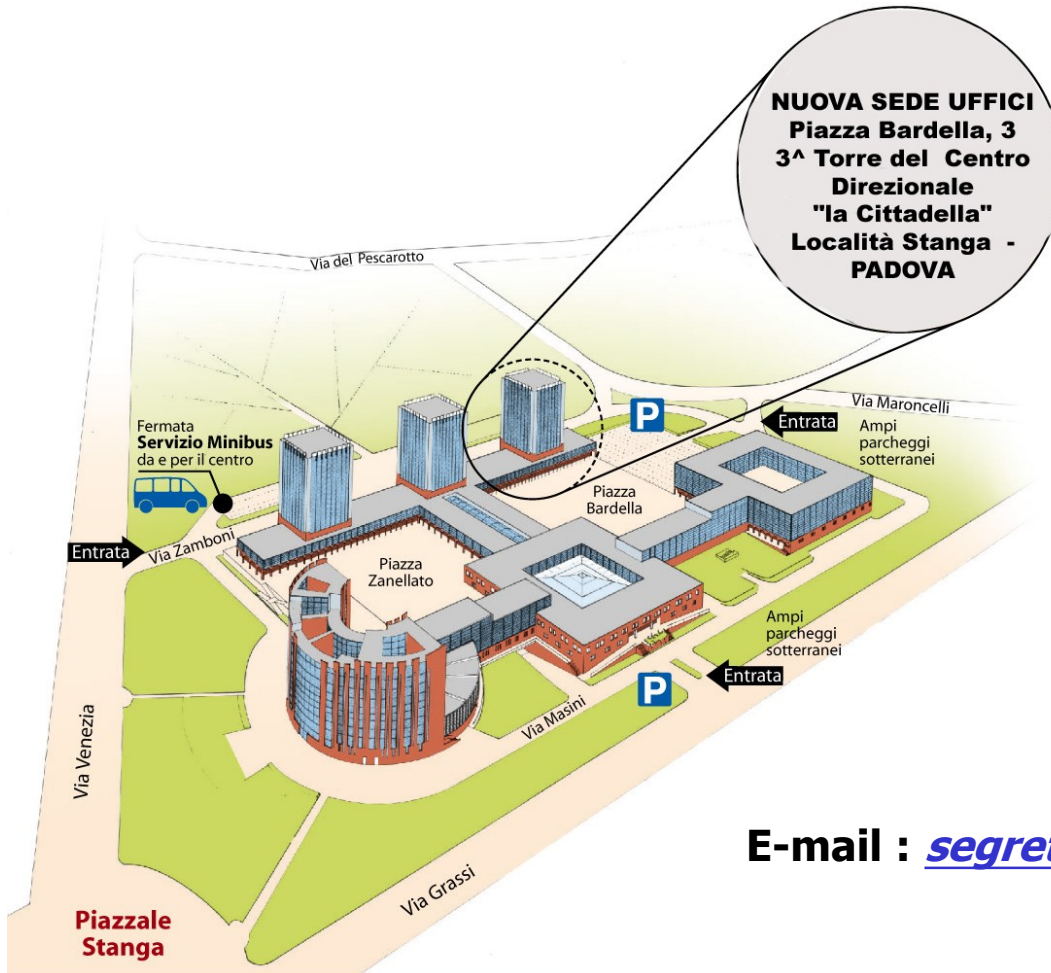 NUOVA SEDE UFFICI
Piazza Bardella, 3
3^ Torre del Centro
Direzionale
"la Cittadella"
Località Stanga -
PADOVA
Via del Pescarotto
Via Maroncelli
P
Entrata
Ampi
parcheggi
sotterranei
Fermata
Servizio Minibus
da e per il centro
Piazza
Bardella
Entrata
Via Zamboni
Piazza
Zanellato
Ampi
parcheggi
sotterranei
Entrata
P
Via Masini
Via Venezia
Via Grassi
E-mail :
Piazzale
Stanga